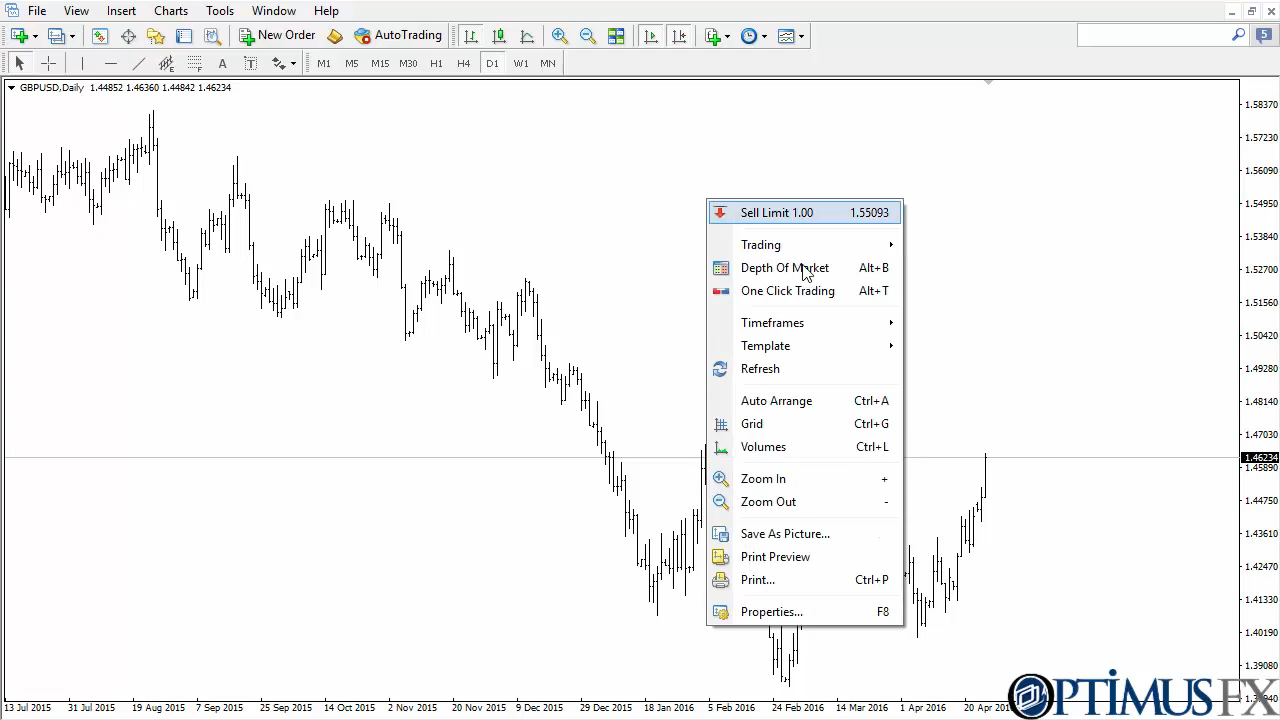 File View Insert Charts Tools Window Help
New Order AutoTrading 5
A T M1 M5 M15 M30 H1 H4 D1 W1 MN
GBPUSD,Daily 1.44852 1.46360 1.44842 1.46234
1.58370
1.57230
1.56090
1.54950
1.53840
1.52700
1.51560
1.50420
1.49280
1.48140
1.47030
1.46234
1.45890
1.44750
1.43610
1.42470
1.41330
1.40190
1.39080
Sell Limit 1.00 1.55093
Trading
Depth Of Market Alt+B
One Click Trading Alt+T
Timeframes
Template
Refresh
Auto Arrange Ctrl+A
Grid Ctrl+G
Volumes Ctrl+L
Zoom In +
Zoom Out -
Save As Picture...
Print Preview
Print... Ctrl+P
Properties... F8
13 Jul 2015 31 Jul 2015 19 Aug 2015 7 Sep 2015 25 Sep 2015 14 Oct 2015 2 Nov 2015 20 Nov 2015 9 Dec 2015 29 Dec 2015 18 Jan 2016 5 Feb 2016 24 Feb 2016 14 Mar 2016 1 Apr 2016 20 Apr
OPTIMUSFX